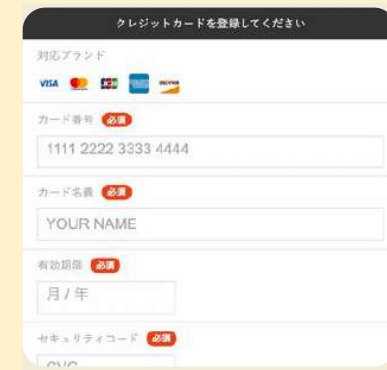 クレジットカードを登録してください
対応ブランド
VISA JCB DISCOVER
カード番号 必須
1111 2222 3333 4444
カード名義 必須
YOUR NAME
有効期限 必須
月 / 年
セキュリティコード 必須
CVC